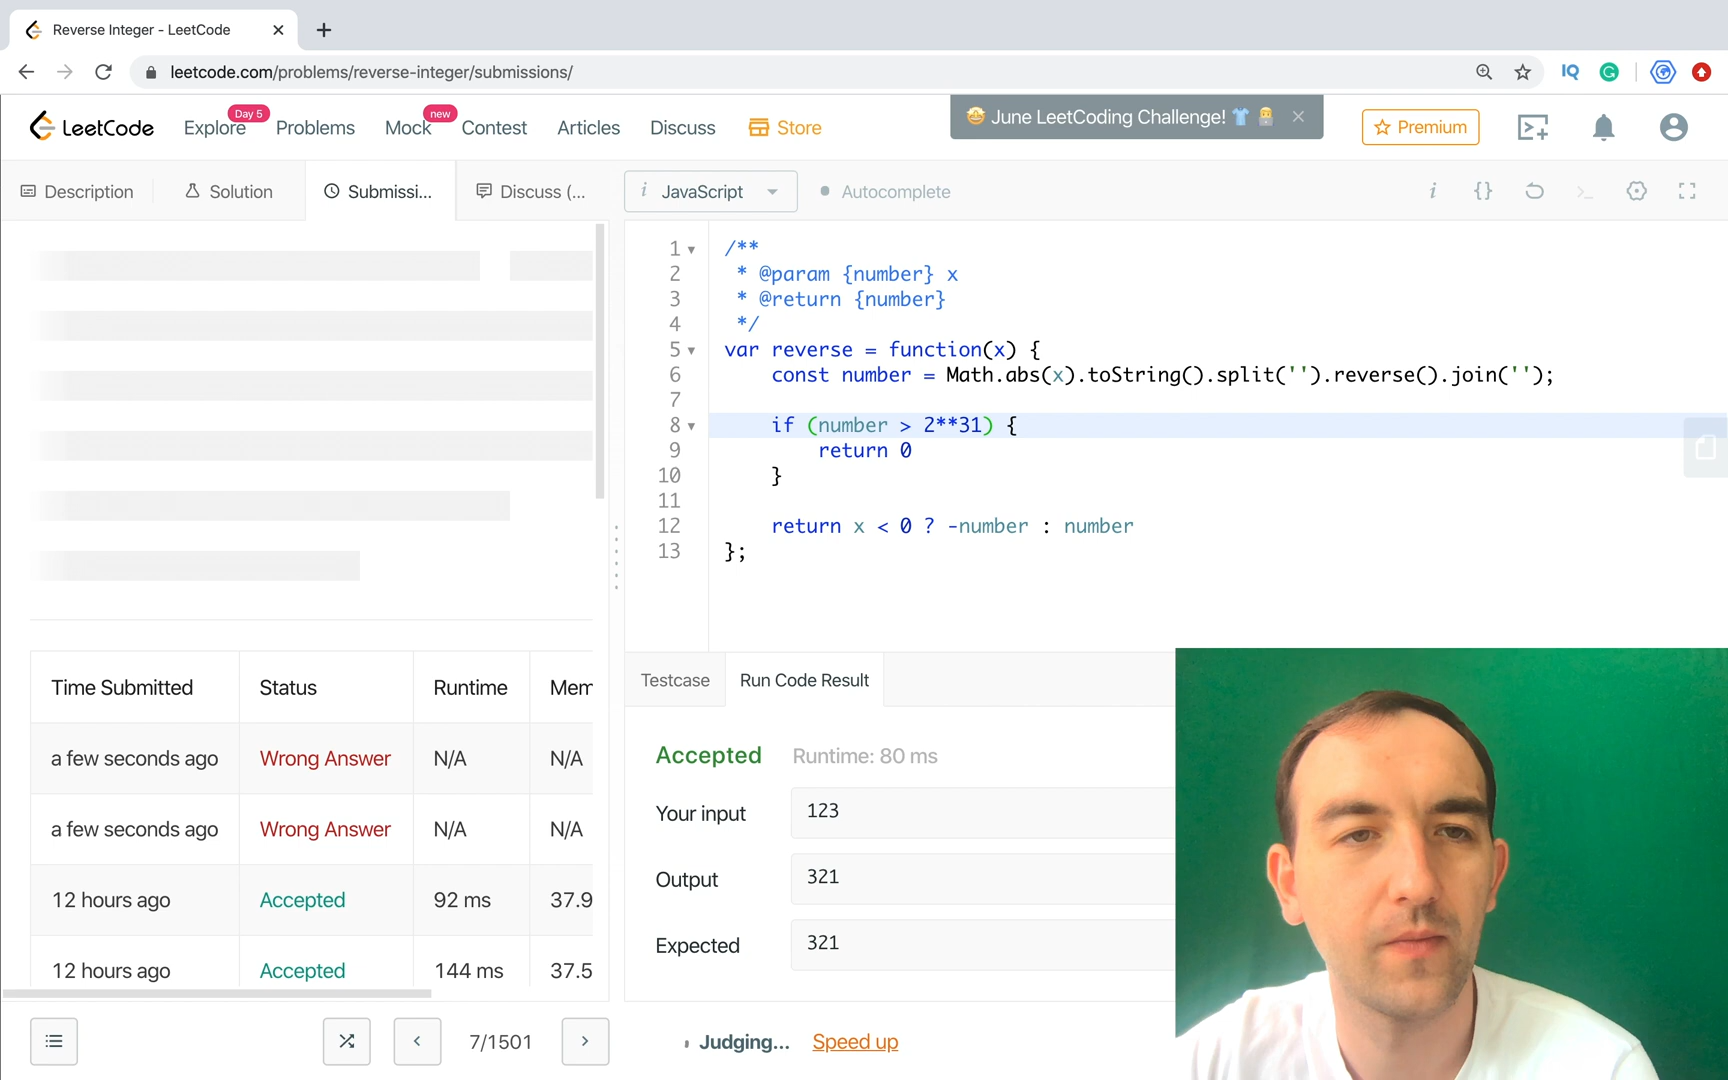 Reverse Integer - LeetCode
leetcode.com/problems/reverse-integer/submissions/
IQ
LeetCode
Explore
Day 5
Problems
Mock
new
Contest
Articles
Discuss
Store
June LeetCoding Challenge!
Premium
Description
Solution
Submissi...
Discuss (...
i JavaScript
Autocomplete
1 /**
2 * @param {number} x
3 * @return {number}
4 */
5 var reverse = function(x) {
6 const number = Math.abs(x).toString().split('').reverse().join('');
7
8 if (number > 2**31) {
9 return 0
10 }
11
12 return x < 0 ? -number : number
13 };
Time Submitted Status Runtime Mem
a few seconds ago Wrong Answer N/A N/A
a few seconds ago Wrong Answer N/A N/A
12 hours ago Accepted 92 ms 37.9
12 hours ago Accepted 144 ms 37.5
Testcase
Run Code Result
Accepted Runtime: 80 ms
Your input 123
Output 321
Expected 321
7/1501
Judging... Speed up